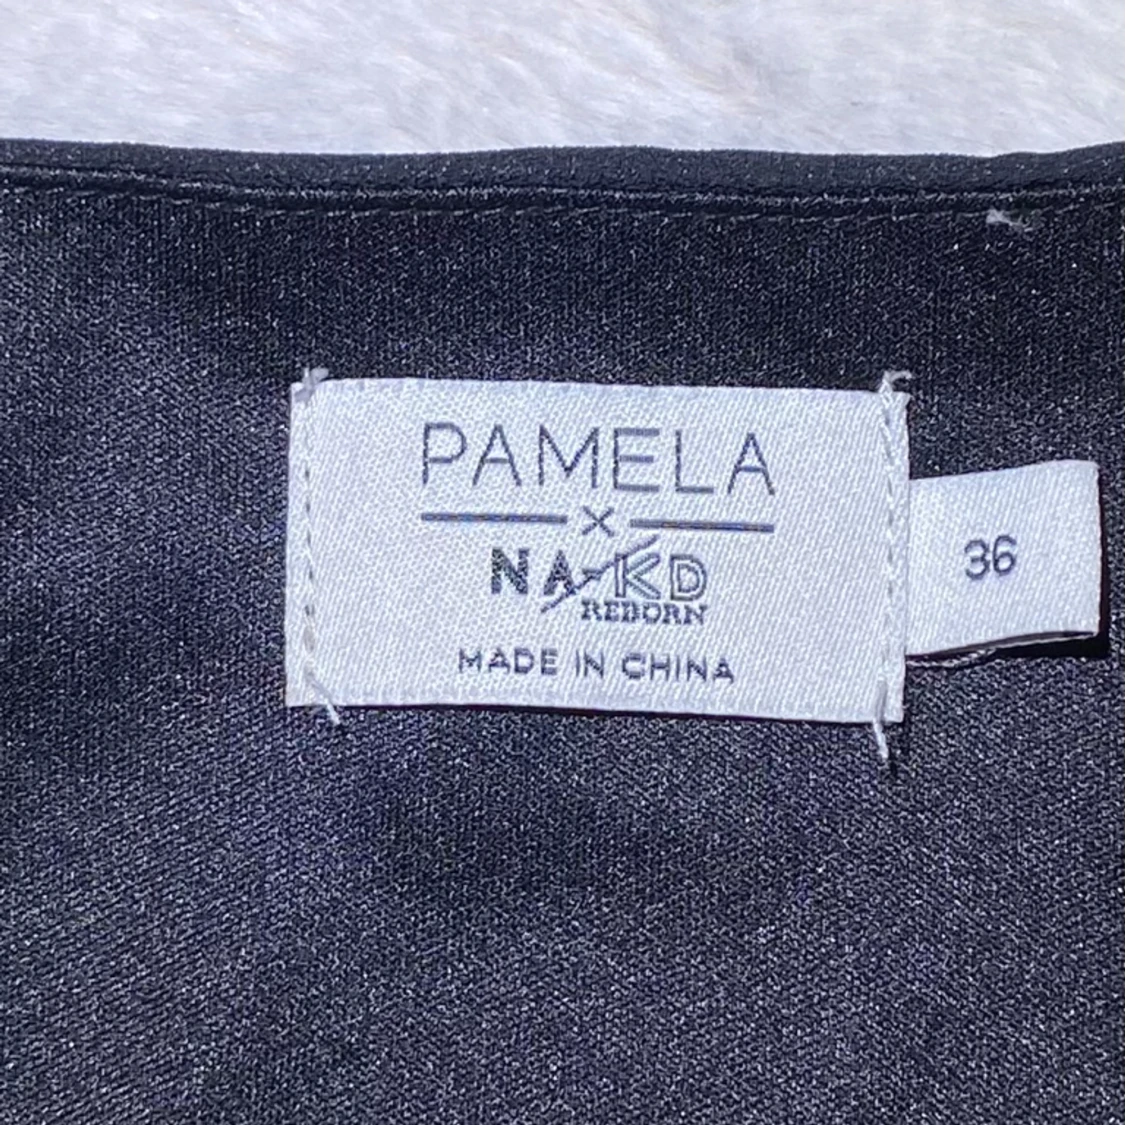 PAMELA
X
NA-KD
REBORN
MADE IN CHINA
36